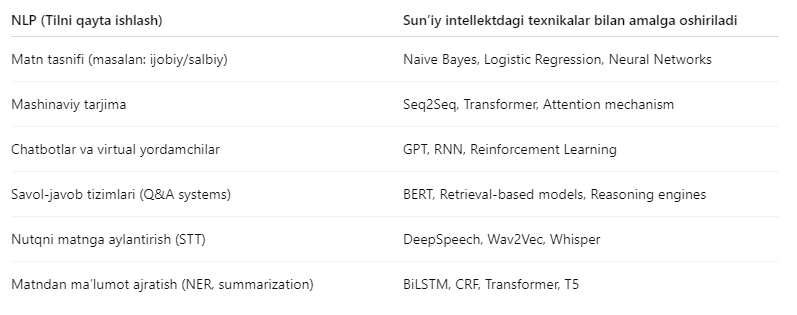 NLP (Tilni qayta ishlash) Sun’iy intellektdagi texnikalar bilan amalga oshiriladi
Matn tasnifi (masalan: ijobiy/salbiy) Naive Bayes, Logistic Regression, Neural Networks
Mashinaviy tarjima Seq2Seq, Transformer, Attention mechanism
Chatbotlar va virtual yordamchilar GPT, RNN, Reinforcement Learning
Savol-javob tizimlari (Q&A systems) BERT, Retrieval-based models, Reasoning engines
Nutqni matnga aylantirish (STT) DeepSpeech, Wav2Vec, Whisper
Matndan ma’lumot ajratish (NER, summarization) BiLSTM, CRF, Transformer, T5